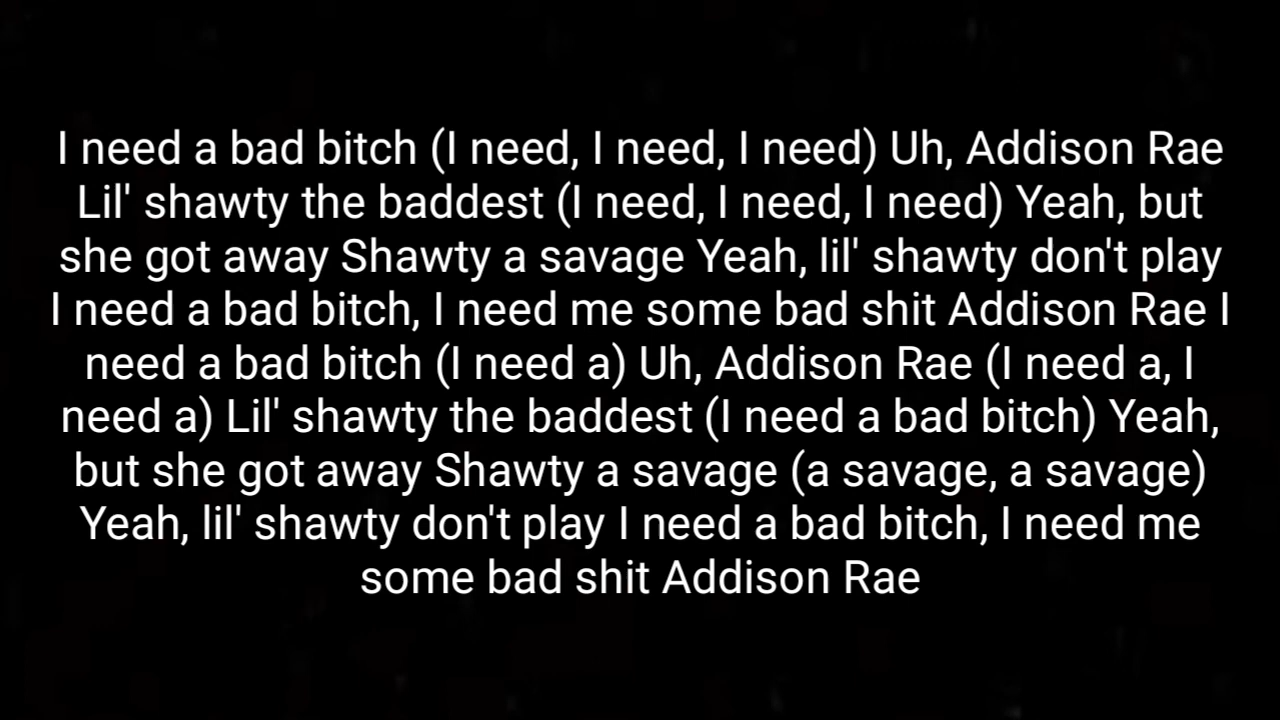 I need a bad bitch (I need, I need, I need) Uh, Addison Rae
Lil' shawty the baddest (I need, I need, I need) Yeah, but
she got away Shawty a savage Yeah, lil' shawty don't play
I need a bad bitch, I need me some bad shit Addison Rae I
need a bad bitch (I need a) Uh, Addison Rae (I need a, I
need a) Lil' shawty the baddest (I need a bad bitch) Yeah,
but she got away Shawty a savage (a savage, a savage)
Yeah, lil' shawty don't play I need a bad bitch, I need me
some bad shit Addison Rae